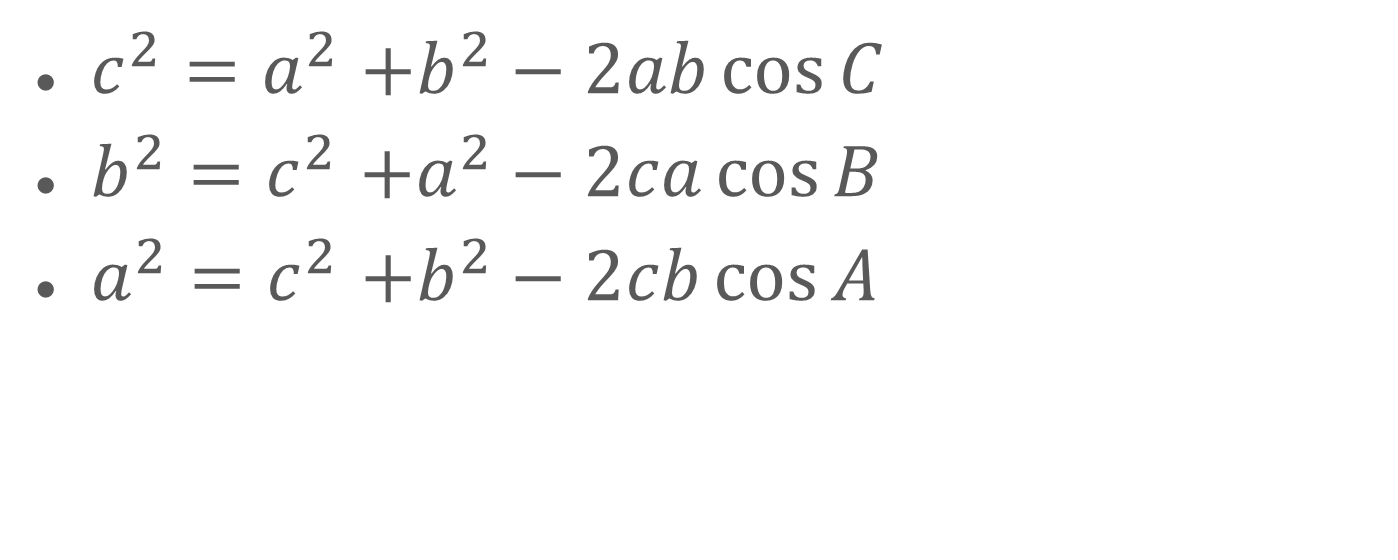 • c² = a² +b² − 2ab cos C
• b² = c² +a² − 2ca cos B
• a² = c² +b² − 2cb cos A